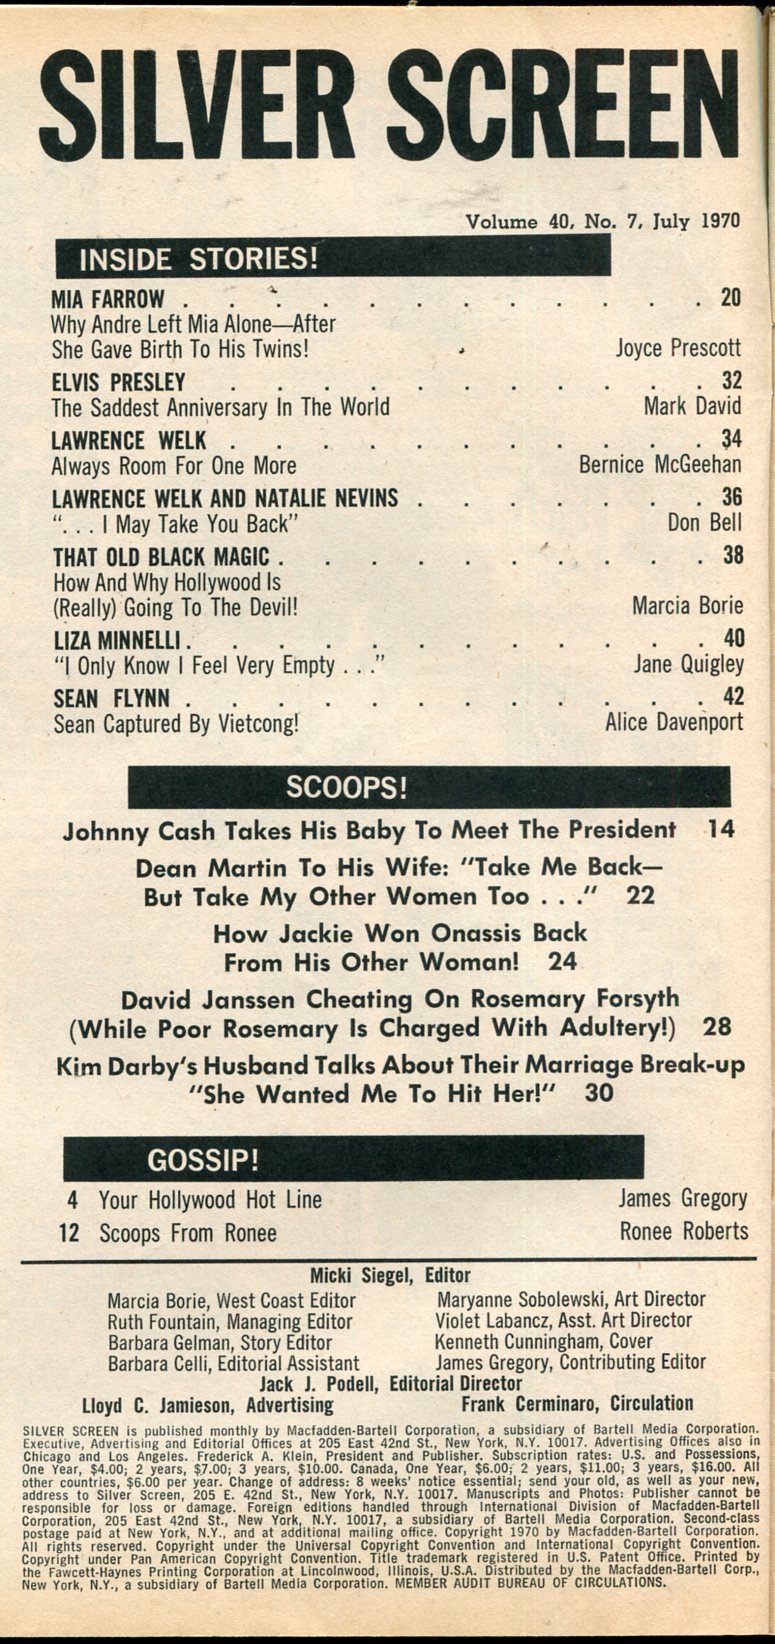 SILVER SCREEN
Volume 40, No. 7, July 1970
INSIDE STORIES!
MIA FARROW . . . . . . . . . . . . 20
Why Andre Left Mia Alone—After
She Gave Birth To His Twins! Joyce Prescott
ELVIS PRESLEY . . . . . . . . . . . 32
The Saddest Anniversary In The World Mark David
LAWRENCE WELK . . . . . . . . . . . 34
Always Room For One More Bernice McGeehan
LAWRENCE WELK AND NATALIE NEVINS . . . . . . . 36
". . . I May Take You Back" Don Bell
THAT OLD BLACK MAGIC . . . . . . . . . . 38
How And Why Hollywood Is
(Really) Going To The Devil! Marcia Borie
LIZA MINNELLI . . . . . . . . . . . . 40
"I Only Know I Feel Very Empty . . ." Jane Quigley
SEAN FLYNN . . . . . . . . . . . . 42
Sean Captured By Vietcong! Alice Davenport
SCOOPS!
Johnny Cash Takes His Baby To Meet The President 14
Dean Martin To His Wife: "Take Me Back—
But Take My Other Women Too . . ." 22
How Jackie Won Onassis Back
From His Other Woman! 24
David Janssen Cheating On Rosemary Forsyth
(While Poor Rosemary Is Charged With Adultery!) 28
Kim Darby's Husband Talks About Their Marriage Break-up
"She Wanted Me To Hit Her!" 30
GOSSIP!
4 Your Hollywood Hot Line James Gregory
12 Scoops From Ronee Ronee Roberts
Micki Siegel, Editor
Marcia Borie, West Coast Editor Maryanne Sobolewski, Art Director
Ruth Fountain, Managing Editor Violet Labancz, Asst. Art Director
Barbara Gelman, Story Editor Kenneth Cunningham, Cover
Barbara Celli, Editorial Assistant James Gregory, Contributing Editor
Jack J. Podell, Editorial Director
Lloyd C. Jamieson, Advertising Frank Cerminaro, Circulation
SILVER SCREEN is published monthly by Macfadden-Bartell Corporation, a subsidiary of Bartell Media Corporation.
Executive, Advertising and Editorial Offices at 205 East 42nd St., New York, N.Y. 10017. Advertising Offices also in
Chicago and Los Angeles. Frederick A. Klein, President and Publisher. Subscription rates: U.S. and Possessions,
One Year, $4.00; 2 years, $7.00; 3 years, $10.00. Canada, One Year, $6.00; 2 years, $11.00; 3 years, $16.00. All
other countries, $6.00 per year. Change of address: 8 weeks' notice essential; send your old, as well as your new,
address to Silver Screen, 205 E. 42nd St., New York, N.Y. 10017. Manuscripts and Photos: Publisher cannot be
responsible for loss or damage. Foreign editions handled through International Division of Macfadden-Bartell
Corporation, 205 East 42nd St., New York, N.Y. 10017, a subsidiary of Bartell Media Corporation. Second-class
postage paid at New York, N.Y., and at additional mailing office. Copyright 1970 by Macfadden-Bartell Corporation.
All rights reserved. Copyright under the Universal Copyright Convention and International Copyright Convention.
Copyright under Pan American Copyright Convention. Title trademark registered in U.S. Patent Office. Printed by
the Fawcett-Haynes Printing Corporation at Lincolnwood, Illinois, U.S.A. Distributed by the Macfadden-Bartell Corp.,
New York, N.Y., a subsidiary of Bartell Media Corporation. MEMBER AUDIT BUREAU OF CIRCULATIONS.